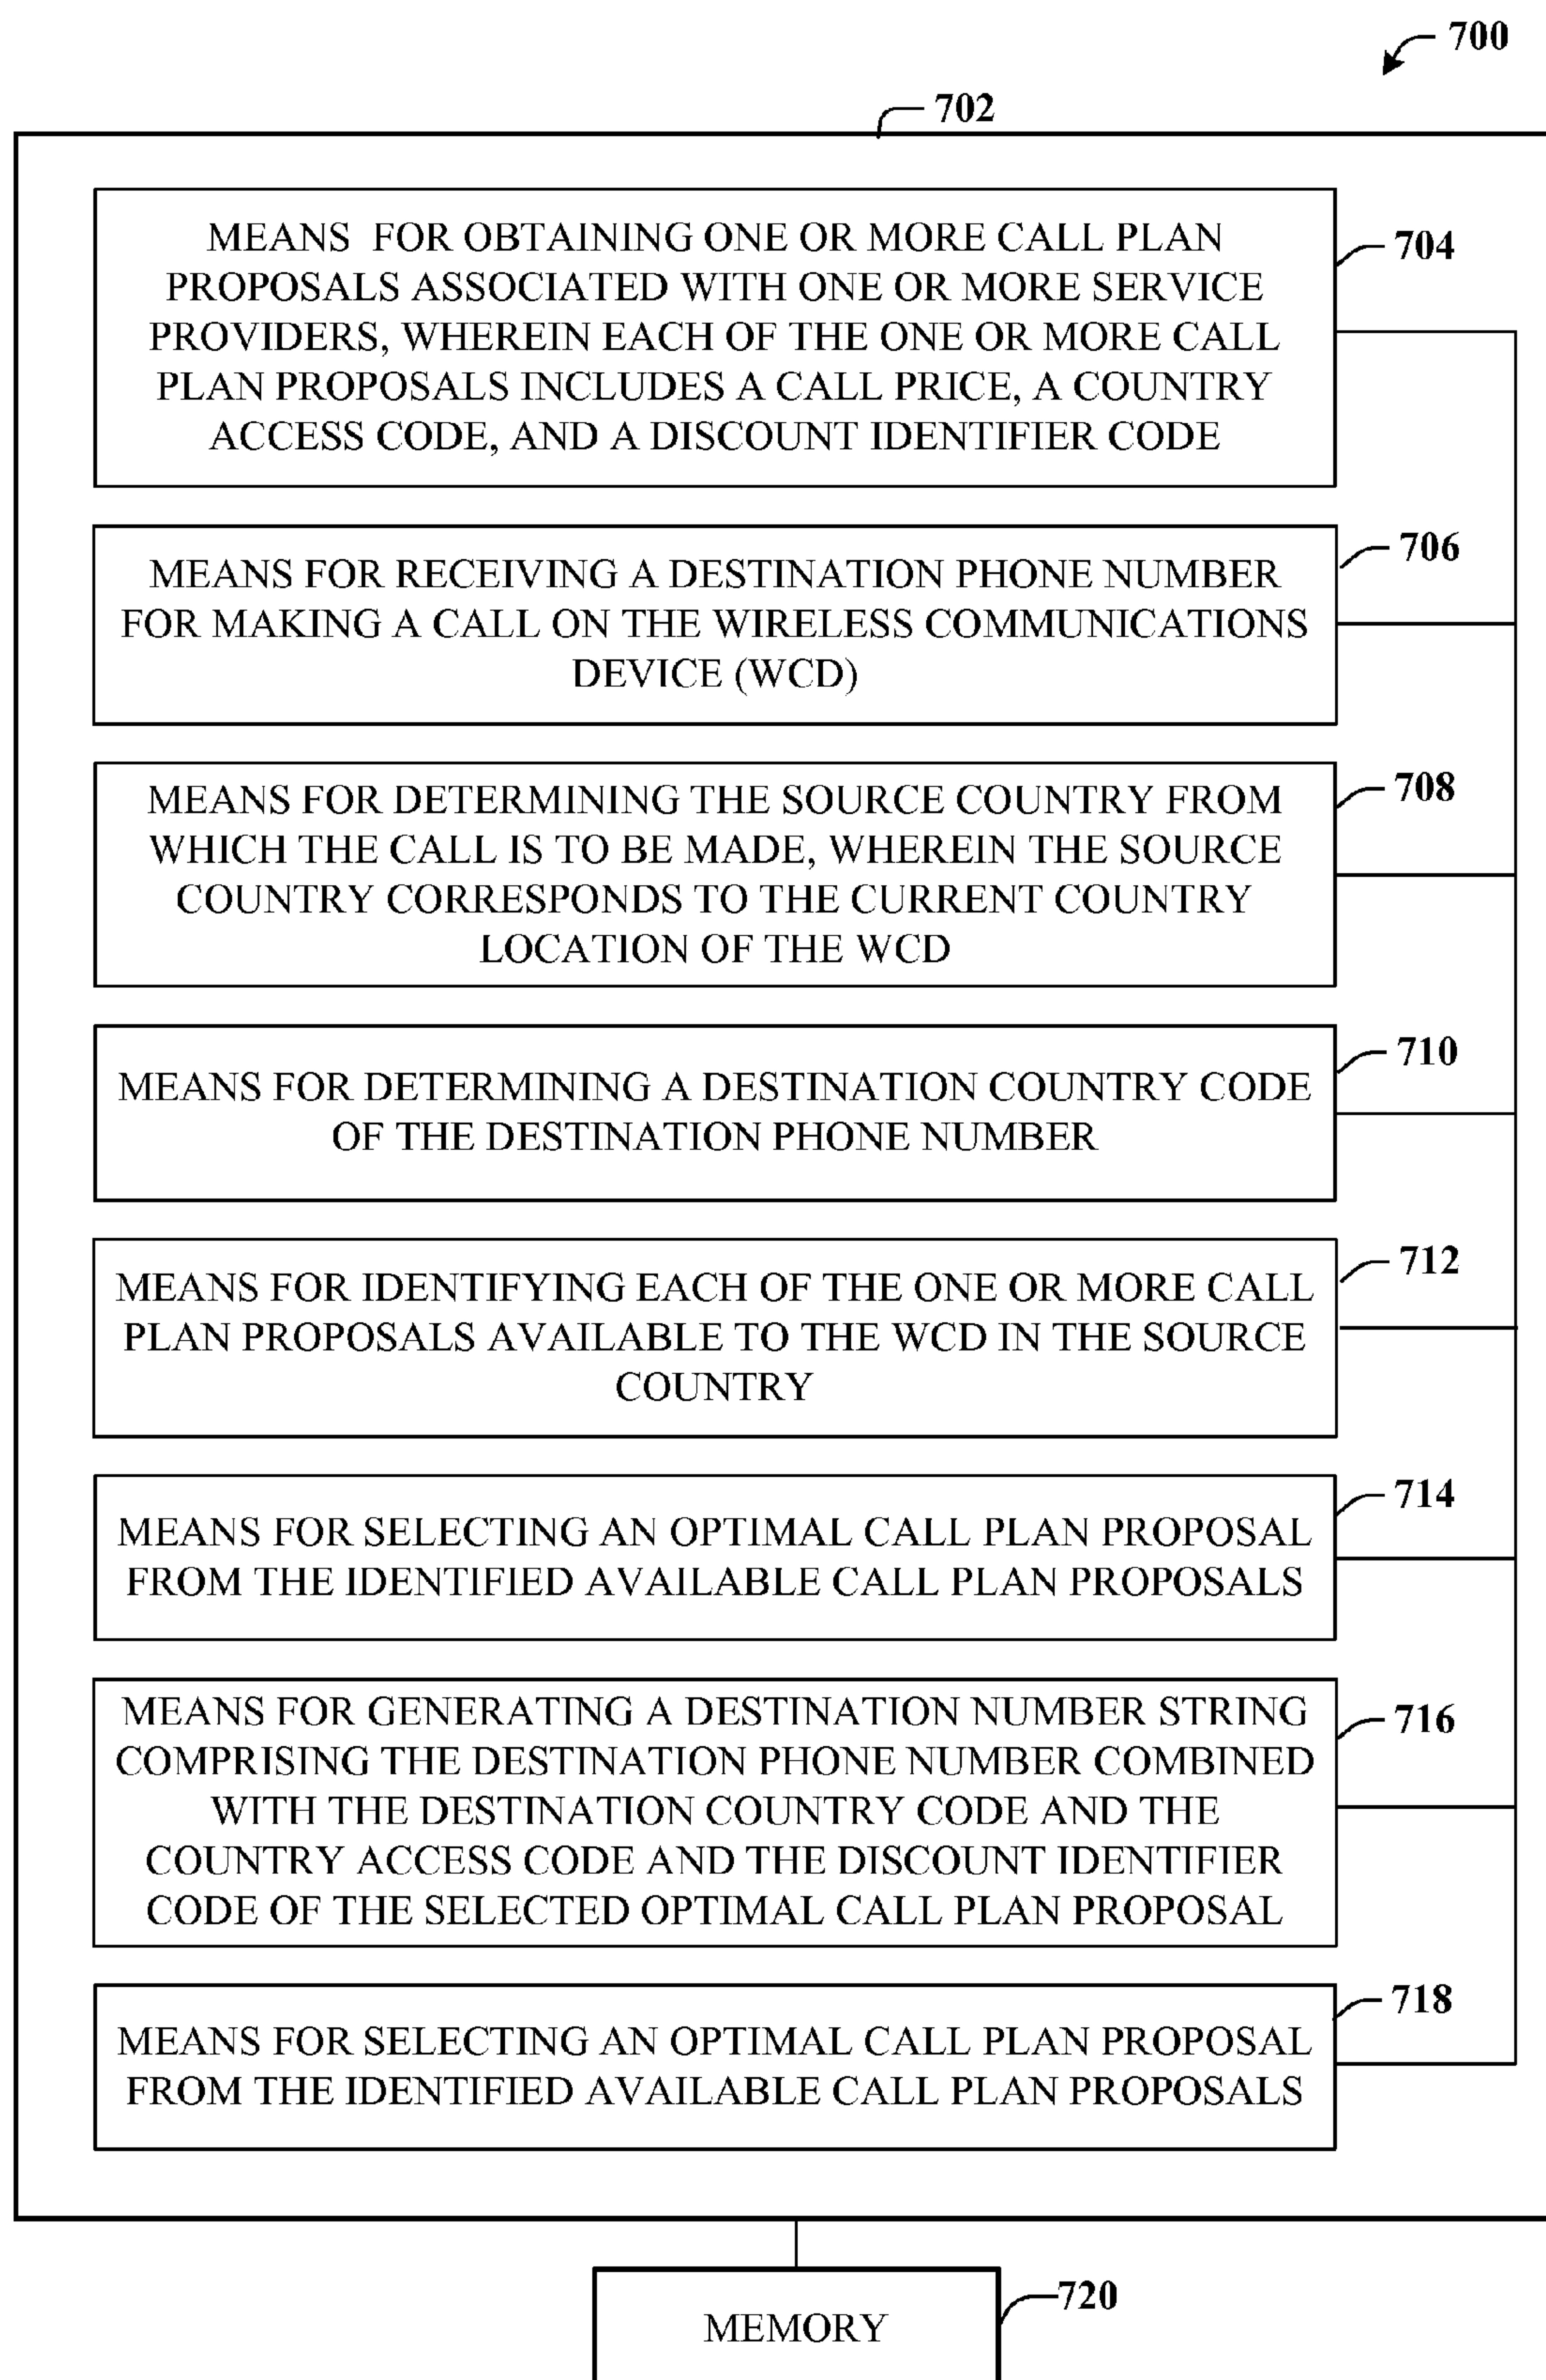 700
702
MEANS FOR OBTAINING ONE OR MORE CALL PLAN
PROPOSALS ASSOCIATED WITH ONE OR MORE SERVICE
PROVIDERS, WHEREIN EACH OF THE ONE OR MORE CALL
PLAN PROPOSALS INCLUDES A CALL PRICE, A COUNTRY
ACCESS CODE, AND A DISCOUNT IDENTIFIER CODE
704
MEANS FOR RECEIVING A DESTINATION PHONE NUMBER
FOR MAKING A CALL ON THE WIRELESS COMMUNICATIONS
DEVICE (WCD)
706
MEANS FOR DETERMINING THE SOURCE COUNTRY FROM
WHICH THE CALL IS TO BE MADE, WHEREIN THE SOURCE
COUNTRY CORRESPONDS TO THE CURRENT COUNTRY
LOCATION OF THE WCD
708
MEANS FOR DETERMINING A DESTINATION COUNTRY CODE
OF THE DESTINATION PHONE NUMBER
710
MEANS FOR IDENTIFYING EACH OF THE ONE OR MORE CALL
PLAN PROPOSALS AVAILABLE TO THE WCD IN THE SOURCE
COUNTRY
712
MEANS FOR SELECTING AN OPTIMAL CALL PLAN PROPOSAL
FROM THE IDENTIFIED AVAILABLE CALL PLAN PROPOSALS
714
MEANS FOR GENERATING A DESTINATION NUMBER STRING
COMPRISING THE DESTINATION PHONE NUMBER COMBINED
WITH THE DESTINATION COUNTRY CODE AND THE
COUNTRY ACCESS CODE AND THE DISCOUNT IDENTIFIER
CODE OF THE SELECTED OPTIMAL CALL PLAN PROPOSAL
716
MEANS FOR SELECTING AN OPTIMAL CALL PLAN PROPOSAL
FROM THE IDENTIFIED AVAILABLE CALL PLAN PROPOSALS
718
MEMORY
720